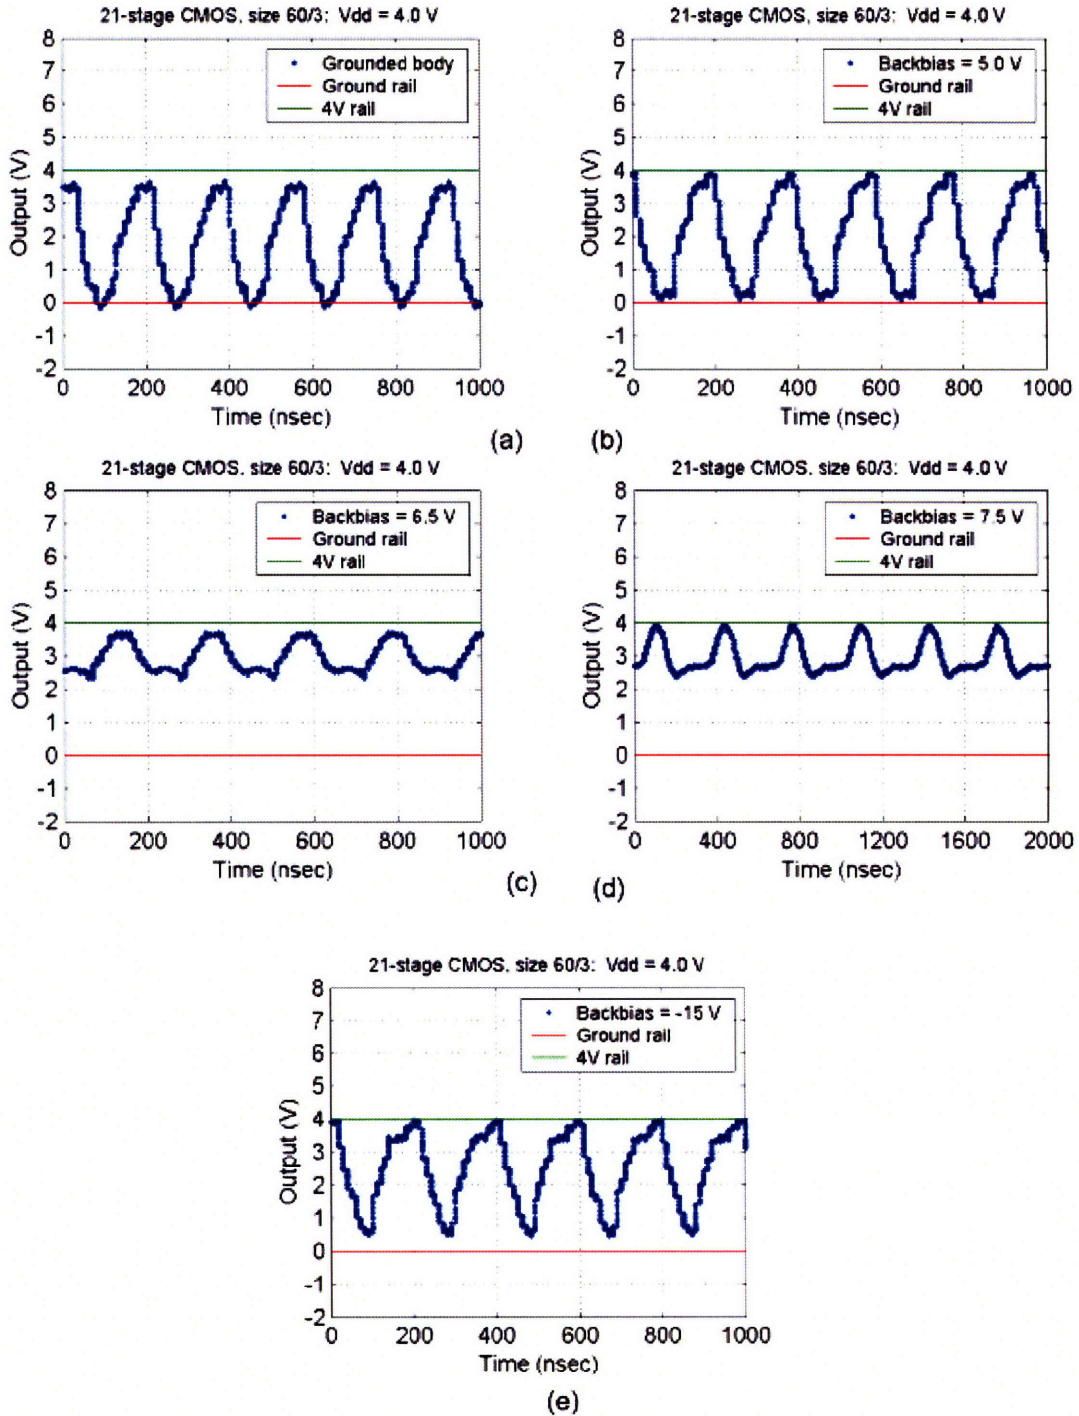 21-stage CMOS, size 60/3: Vdd = 4.0 V
8
7
6
5
4
3
2
1
0
-1
-2
Output (V)
Grounded body
Ground rail
4V rail
0 200 400 600 800 1000
Time (nsec)
(a)
21-stage CMOS, size 60/3: Vdd = 4.0 V
8
7
6
5
4
3
2
1
0
-1
-2
Output (V)
Backbias = 5.0 V
Ground rail
4V rail
0 200 400 600 800 1000
Time (nsec)
(b)
21-stage CMOS, size 60/3: Vdd = 4.0 V
8
7
6
5
4
3
2
1
0
-1
-2
Output (V)
Backbias = 6.5 V
Ground rail
4V rail
0 200 400 600 800 1000
Time (nsec)
(c)
21-stage CMOS, size 60/3: Vdd = 4.0 V
8
7
6
5
4
3
2
1
0
-1
-2
Output (V)
Backbias = 7.5 V
Ground rail
4V rail
0 400 800 1200 1600 2000
Time (nsec)
(d)
21-stage CMOS, size 60/3: Vdd = 4.0 V
8
7
6
5
4
3
2
1
0
-1
-2
Output (V)
Backbias = -15 V
Ground rail
4V rail
0 200 400 600 800 1000
Time (nsec)
(e)